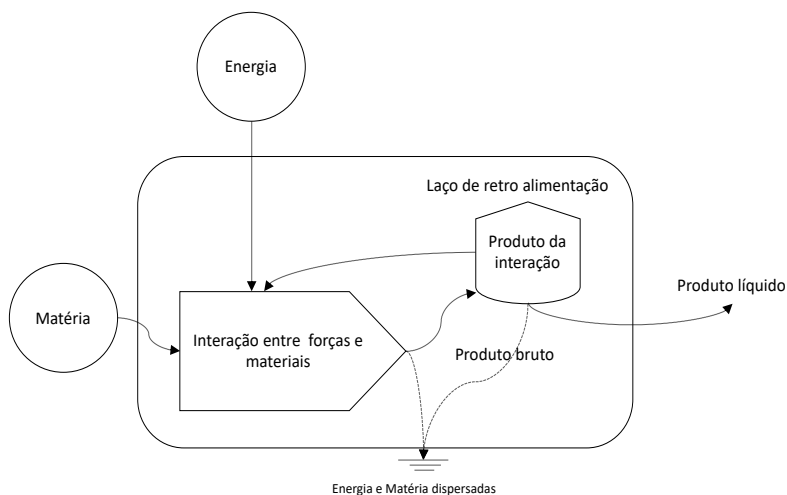 Energia
Laço de retro alimentação
Produto da
interação
Produto líquido
Matéria
Interação entre forças e
materiais
Produto bruto
Energia e Matéria dispersadas